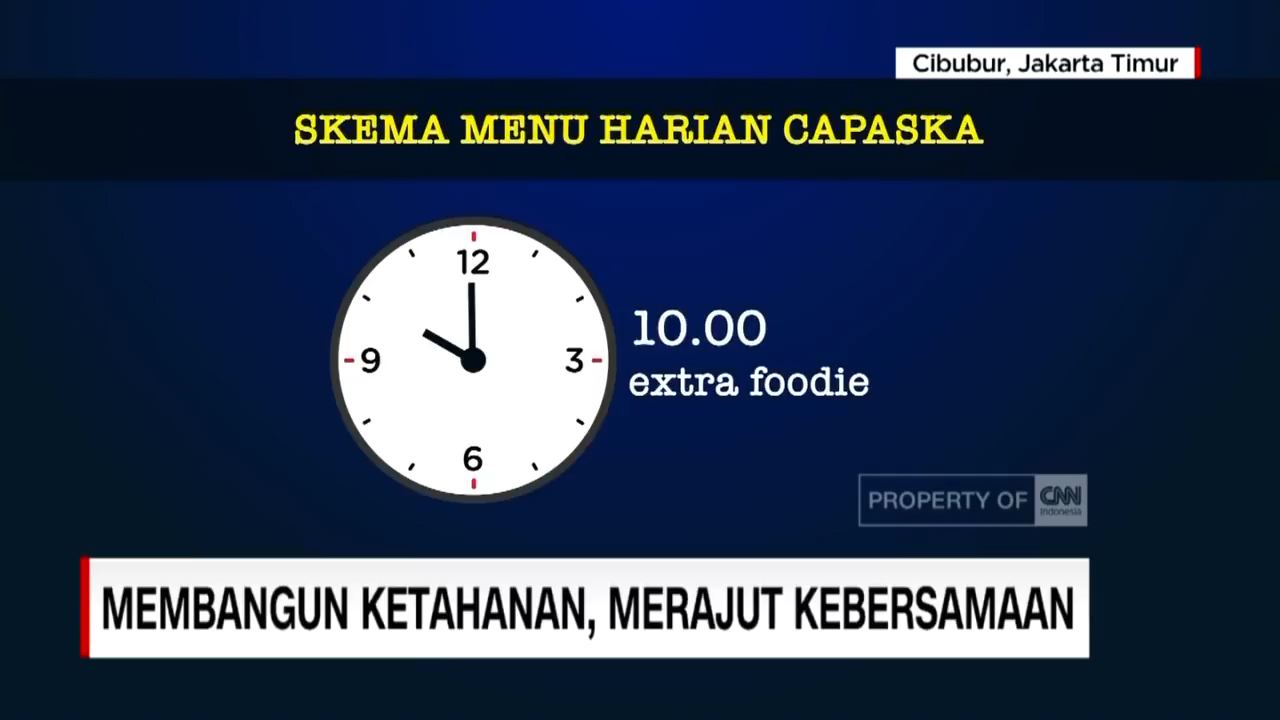 Cibubur, Jakarta Timur
SKEMA MENU HARIAN CAPASKA
12
9
3
6
10.00
extra foodie
PROPERTY OF CNN Indonesia
MEMBANGUN KETAHANAN, MERAJUT KEBERSAMAAN